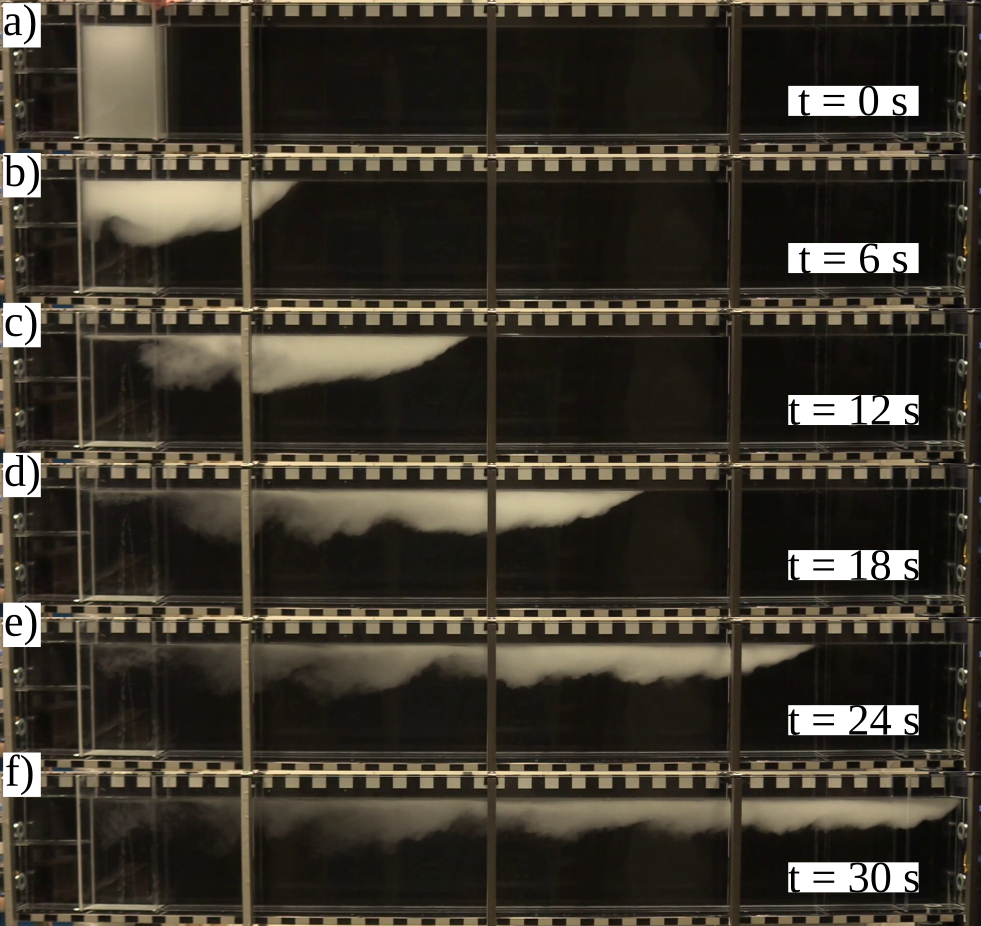 a)
t = 0 s
b)
t = 6 s
c)
t = 12 s
d)
t = 18 s
e)
t = 24 s
f)
t = 30 s